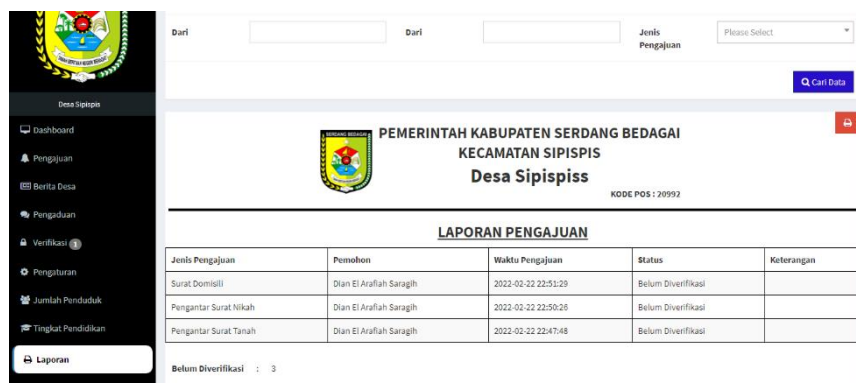 Dari
Dari
Jenis Pengajuan
Please Select
Cari Data
Desa Sipispis
Dashboard
Pengajuan
Berita Desa
Pengaduan
Verifikasi 1
Pengaturan
Jumlah Penduduk
Tingkat Pendidikan
Laporan
SERDANG BEDAGAI
PEMERINTAH KABUPATEN SERDANG BEDAGAI
KECAMATAN SIPISPIS
Desa Sipispiss
KODE POS : 20992
LAPORAN PENGAJUAN
Jenis Pengajuan Pemohon Waktu Pengajuan Status Keterangan
Surat Domisili Dian El Arafiah Saragih 2022-02-22 22:51:29 Belum Diverifikasi
Pengantar Surat Nikah Dian El Arafiah Saragih 2022-02-22 22:50:26 Belum Diverifikasi
Pengantar Surat Tanah Dian El Arafiah Saragih 2022-02-22 22:47:48 Belum Diverifikasi
Belum Diverifikasi : 3